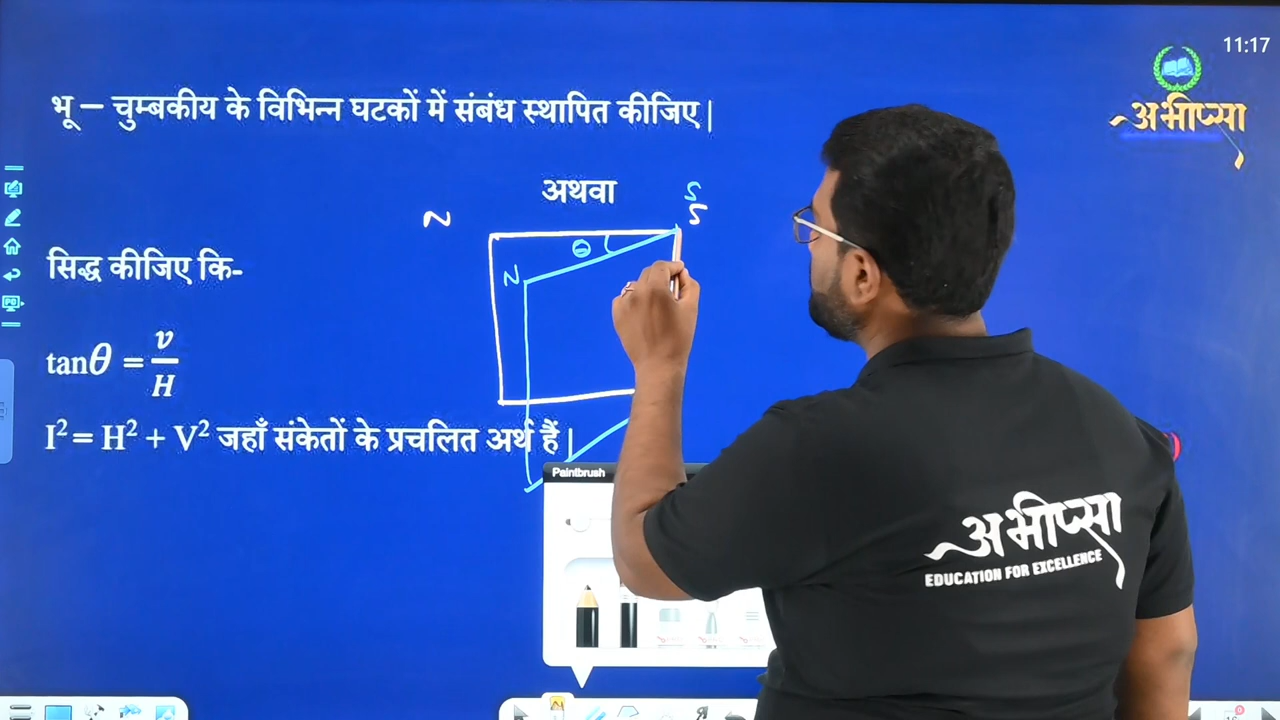 11:17
अभीप्सा
भू – चुम्बकीय के विभिन्न घटकों में संबंध स्थापित कीजिए |
अथवा
N
S
S
θ
N
सिद्ध कीजिए कि-
tanθ = v/H
I² = H² + V² जहाँ संकेतों के प्रचलित अर्थ हैं |
Paintbrush
अभीप्सा
EDUCATION FOR EXCELLENCE